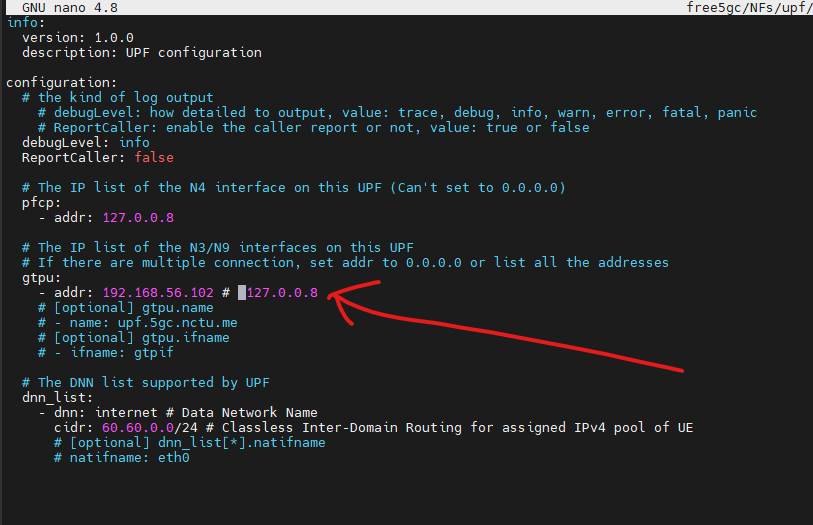 GNU nano 4.8 free5gc/NFs/upf/
info:
version: 1.0.0
description: UPF configuration
configuration:
# the kind of log output
# debugLevel: how detailed to output, value: trace, debug, info, warn, error, fatal, panic
# ReportCaller: enable the caller report or not, value: true or false
debugLevel: info
ReportCaller: false
# The IP list of the N4 interface on this UPF (Can't set to 0.0.0.0)
pfcp:
- addr: 127.0.0.8
# The IP list of the N3/N9 interfaces on this UPF
# If there are multiple connection, set addr to 0.0.0.0 or list all the addresses
gtpu:
- addr: 192.168.56.102 # 127.0.0.8
# [optional] gtpu.name
# - name: upf.5gc.nctu.me
# [optional] gtpu.ifname
# - ifname: gtpif
# The DNN list supported by UPF
dnn_list:
- dnn: internet # Data Network Name
cidr: 60.60.0.0/24 # Classless Inter-Domain Routing for assigned IPv4 pool of UE
# [optional] dnn_list[*].natifname
# natifname: eth0